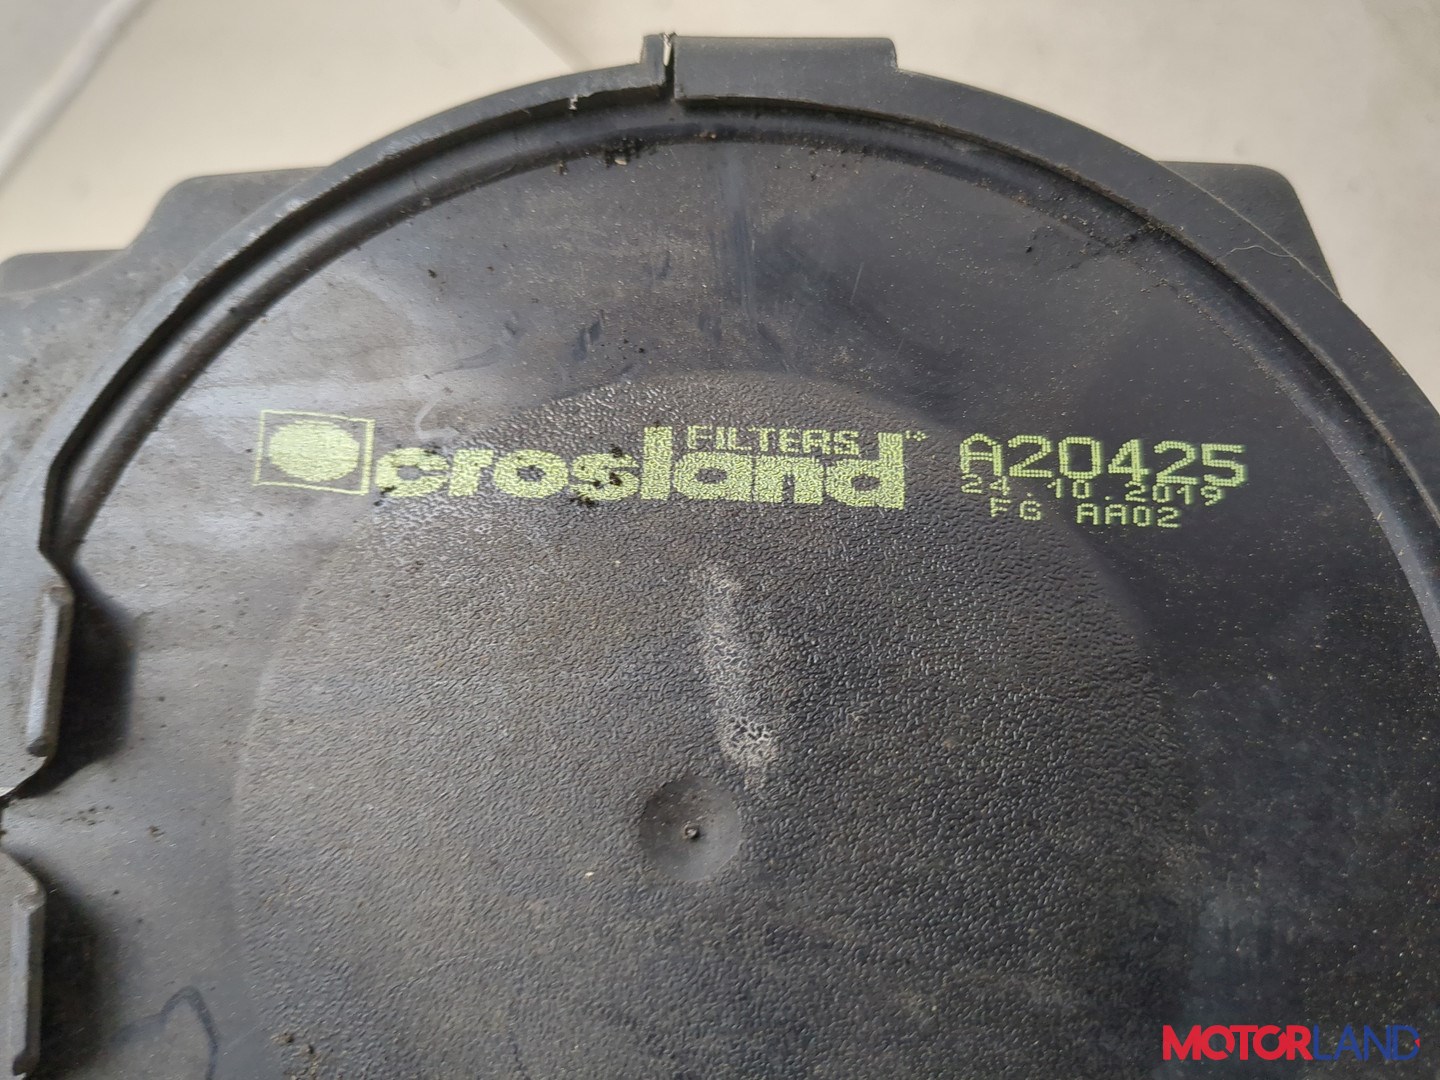 crosland FILTERS A20425
24.10.2019
FG AA02
MOTORLAND